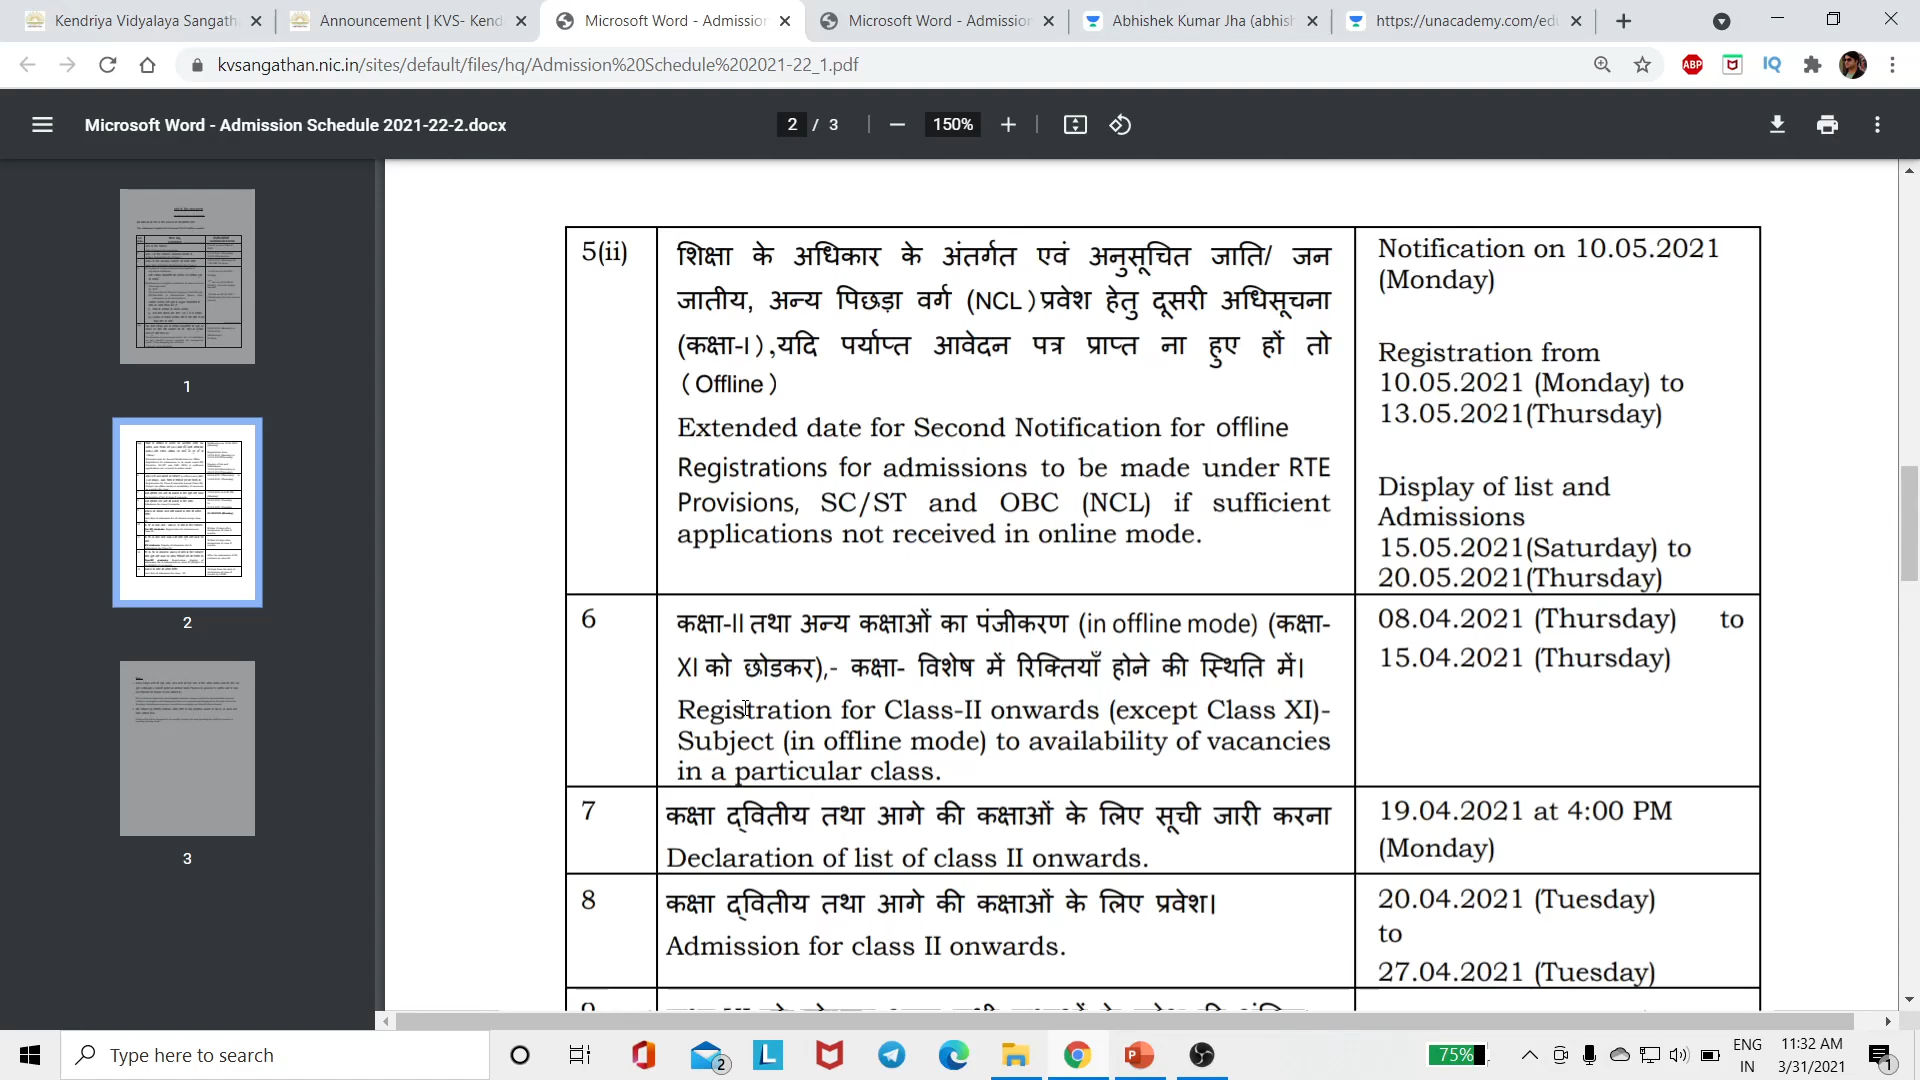 Kendriya Vidyalaya Sangath
Announcement | KVS- Kend
Microsoft Word - Admission
Microsoft Word - Admission
Abhishek Kumar Jha (abhish
https://unacademy.com/edu
kvsangathan.nic.in/sites/default/files/hq/Admission%20Schedule%202021-22_1.pdf
ABP
IQ
Microsoft Word - Admission Schedule 2021-22-2.docx
2 / 3
150%
1
2
3
5(ii)
शिक्षा के अधिकार के अंतर्गत एवं अनुसूचित जाति/ जन
जातीय, अन्य पिछड़ा वर्ग (NCL) प्रवेश हेतु दूसरी अधिसूचना
(कक्षा-I),यदि पर्याप्त आवेदन पत्र प्राप्त ना हुए हों तो
(Offline)
Extended date for Second Notification for offline
Registrations for admissions to be made under RTE
Provisions, SC/ST and OBC (NCL) if sufficient
applications not received in online mode.
Notification on 10.05.2021
(Monday)
Registration from
10.05.2021 (Monday) to
13.05.2021(Thursday)
Display of list and
Admissions
15.05.2021(Saturday) to
20.05.2021(Thursday)
6
कक्षा-II तथा अन्य कक्षाओं का पंजीकरण (in offline mode) (कक्षा-
XI को छोडकर),- कक्षा- विशेष में रिक्तियाँ होने की स्थिति में।
Registration for Class-II onwards (except Class XI)-
Subject (in offline mode) to availability of vacancies
in a particular class.
08.04.2021 (Thursday) to
15.04.2021 (Thursday)
7
कक्षा द्वितीय तथा आगे की कक्षाओं के लिए सूची जारी करना
Declaration of list of class II onwards.
19.04.2021 at 4:00 PM
(Monday)
8
कक्षा द्वितीय तथा आगे की कक्षाओं के लिए प्रवेश।
Admission for class II onwards.
20.04.2021 (Tuesday)
to
27.04.2021 (Tuesday)
Type here to search
2
L
75%
ENG
IN
11:32 AM
3/31/2021
1